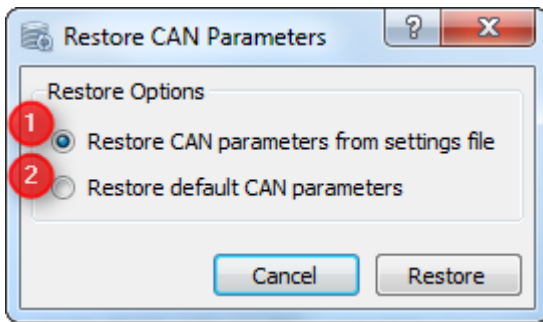 Restore CAN Parameters
Restore Options
1
Restore CAN parameters from settings file
2
Restore default CAN parameters
Cancel Restore